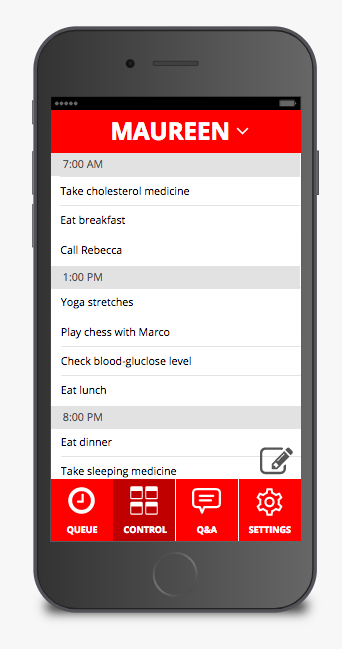 MAUREEN
7:00 AM
Take cholesterol medicine
Eat breakfast
Call Rebecca
1:00 PM
Yoga stretches
Play chess with Marco
Check blood-gluclose level
Eat lunch
8:00 PM
Eat dinner
Take sleeping medicine
QUEUE CONTROL Q&A SETTINGS